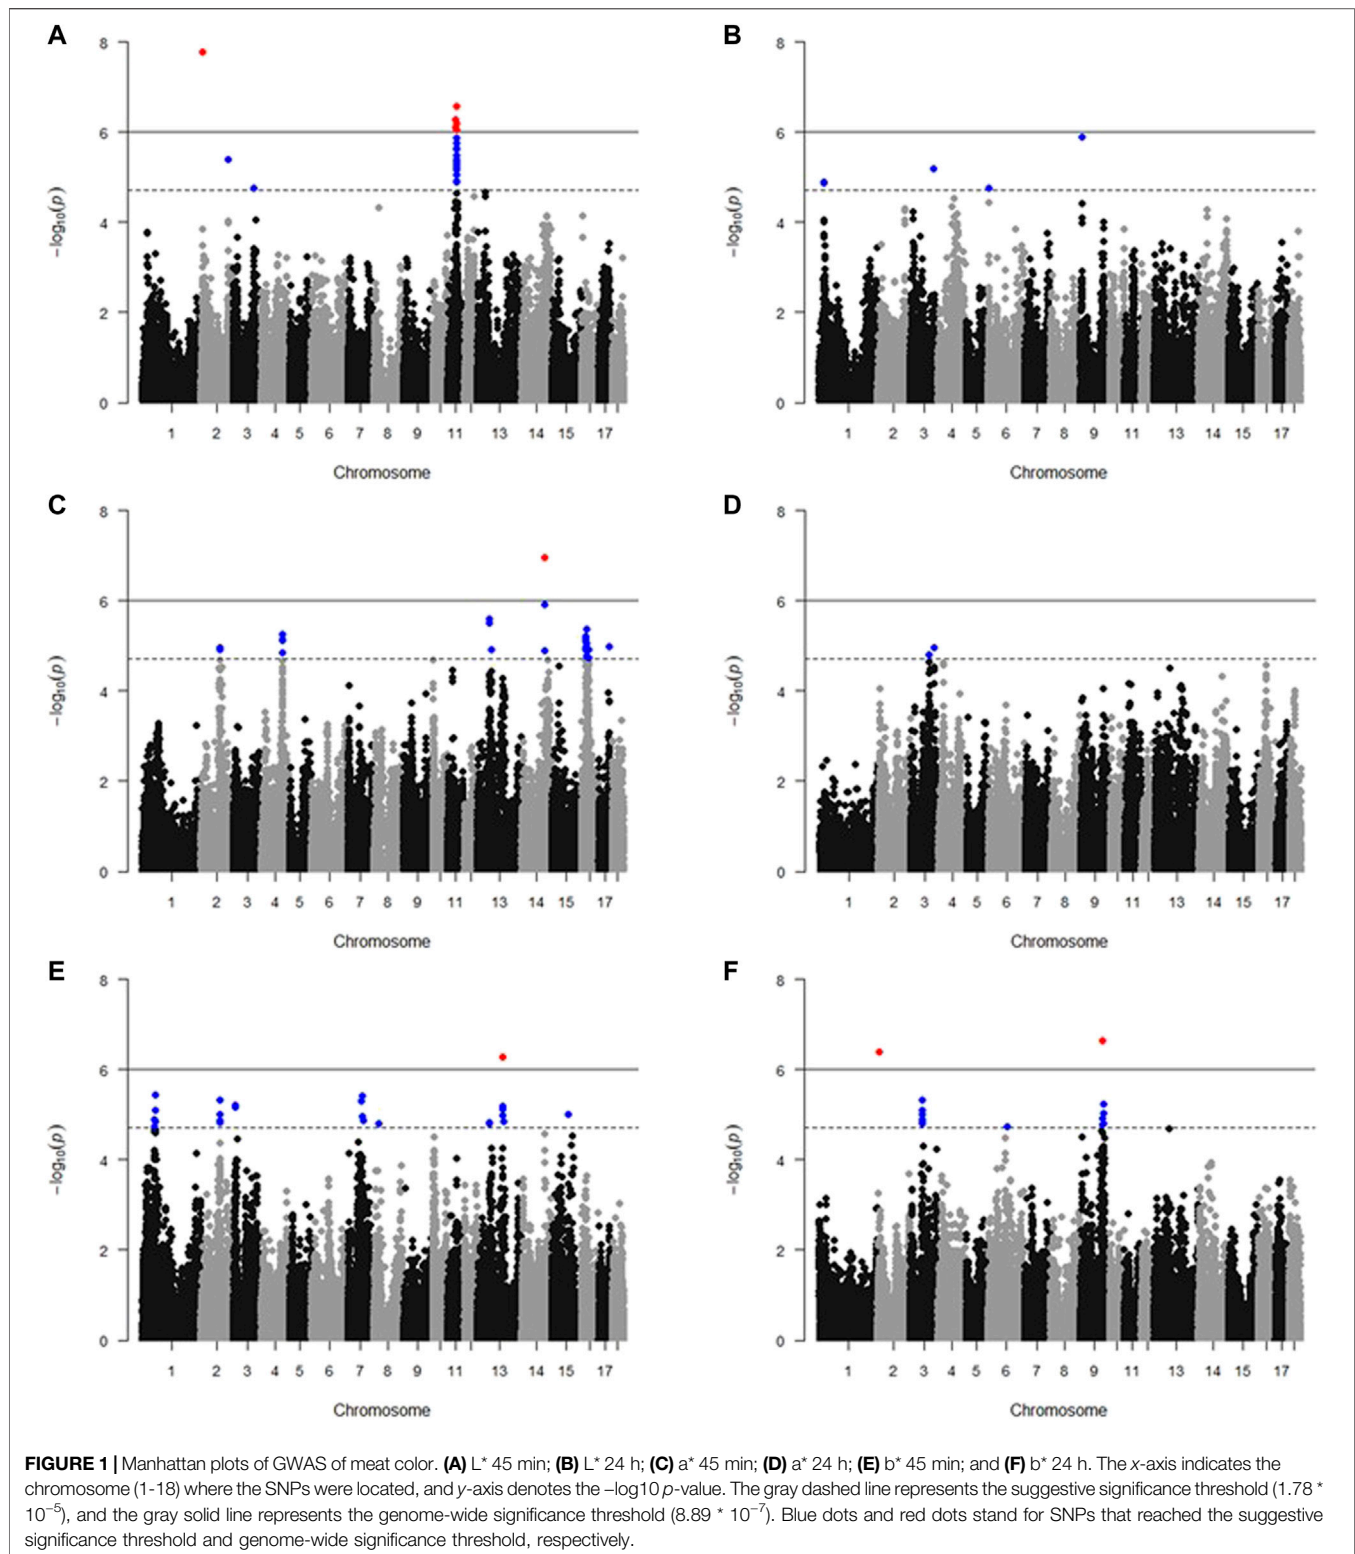 A
8
6
4
2
0
−log10(p)
1 2 3 4 5 6 7 8 9 11 13 14 15 17
Chromosome
B
8
6
4
2
0
−log10(p)
1 2 3 4 5 6 7 8 9 11 13 15 17
Chromosome
C
8
6
4
2
0
−log10(p)
1 2 3 4 5 6 7 8 9 11 13 14 15 17
Chromosome
D
8
6
4
2
0
−log10(p)
1 2 3 4 5 6 7 8 9 11 13 14 15 17
Chromosome
E
8
6
4
2
0
−log10(p)
1 2 3 4 5 6 7 8 9 11 13 14 15 17
Chromosome
F
8
6
4
2
0
−log10(p)
1 2 3 4 5 6 7 8 9 11 13 14 15 17
Chromosome
FIGURE 1 | Manhattan plots of GWAS of meat color. (A) L* 45 min; (B) L* 24 h; (C) a* 45 min; (D) a* 24 h; (E) b* 45 min; and (F) b* 24 h. The x-axis indicates the
chromosome (1-18) where the SNPs were located, and y-axis denotes the −log10 p-value. The gray dashed line represents the suggestive significance threshold (1.78 *
10−5), and the gray solid line represents the genome-wide significance threshold (8.89 * 10−7). Blue dots and red dots stand for SNPs that reached the suggestive
significance threshold and genome-wide significance threshold, respectively.